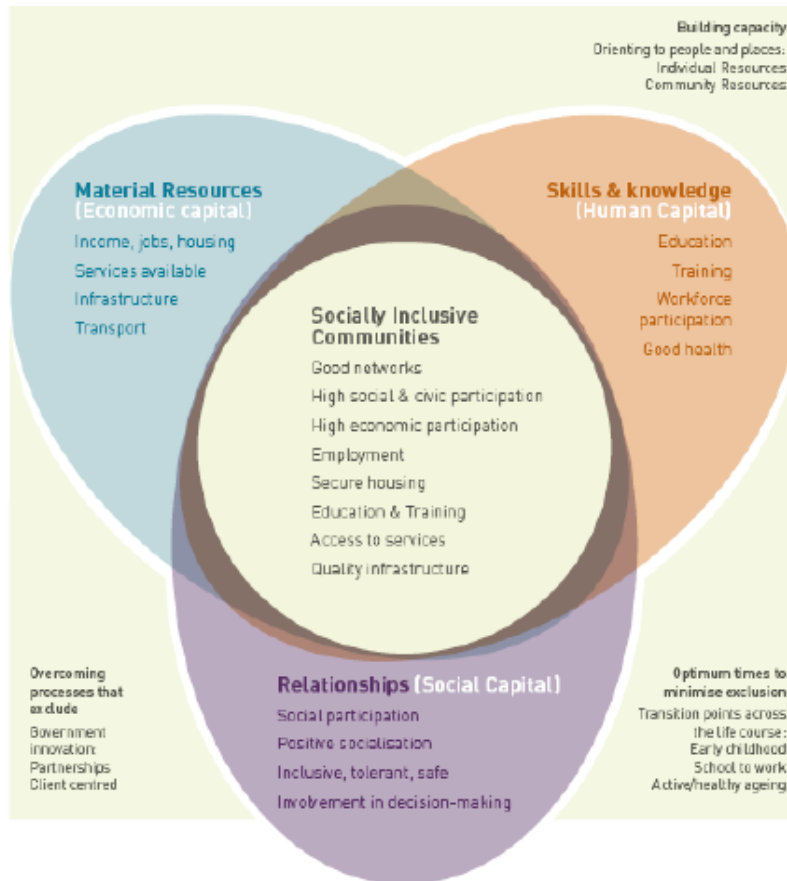 Building capacity
Orienting to people and places:
Individual Resources
Community Resources
Material Resources
(Economic capital)
Income, jobs, housing
Services available
Infrastructure
Transport
Skills & knowledge
(Human Capital)
Education
Training
Workforce
participation
Good health
Socially Inclusive
Communities
Good networks
High social & civic participation
High economic participation
Employment
Secure housing
Education & Training
Access to services
Quality infrastructure
Relationships (Social Capital)
Social participation
Positive socialisation
Inclusive, tolerant, safe
Involvement in decision-making
Overcoming
processes that
exclude
Government
innovation:
Partnerships
Client centred
Optimum times to
minimise exclusion
Transition points across
the life course:
Early childhood
School to work
Active/healthy ageing